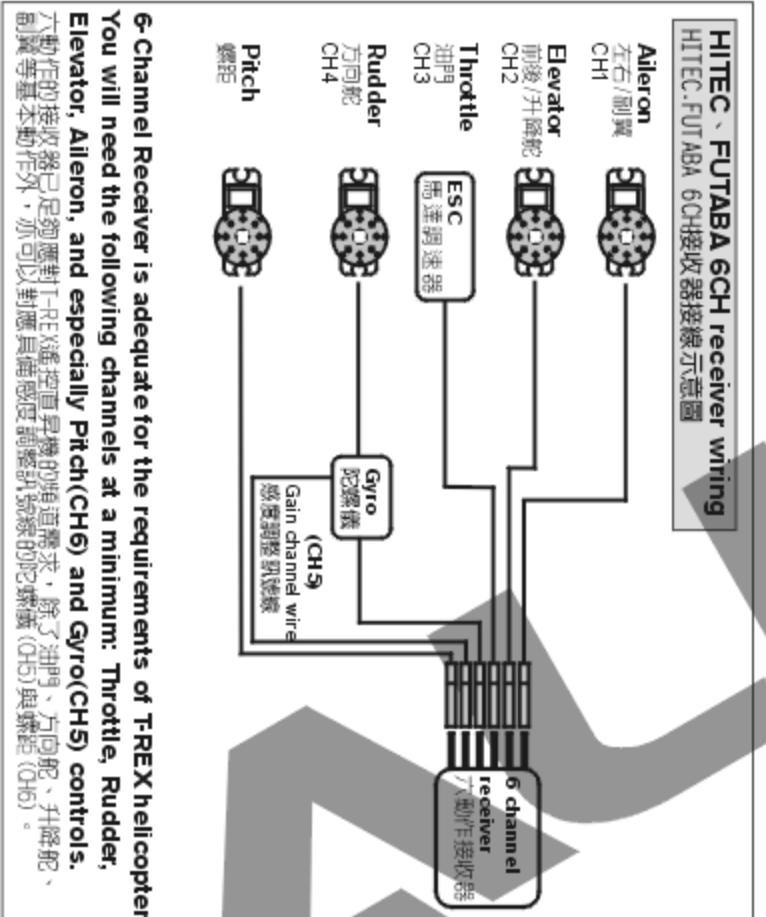 HITEC、FUTABA 6CH receiver wiring
HITEC.FUTABA 6CH接收器接線示意圖
Aileron
左右/副翼
CH1
Elevator
前後/升降舵
CH2
Throttle
油門
CH3
Rudder
方向舵
CH4
Pitch
螺距
ESC
馬達調速器
Gyro
陀螺儀
(CH5)
Gain channel wire
感度調整訊號線
6 channel
receiver
六動作接收器
6-Channel Receiver is adequate for the requirements of T-REX helicopter
You will need the following channels at a minimum: Throttle, Rudder,
Elevator, Aileron, and especially Pitch(CH6) and Gyro(CH5) controls.
六動作的接收器已足夠應對T-REX遙控直昇機的頻道需求，除了油門、方向舵、升降舵、
副翼等基本動作外，亦可以對應具備感度調整訊號線的陀螺儀(CH5)與螺距(CH6)。